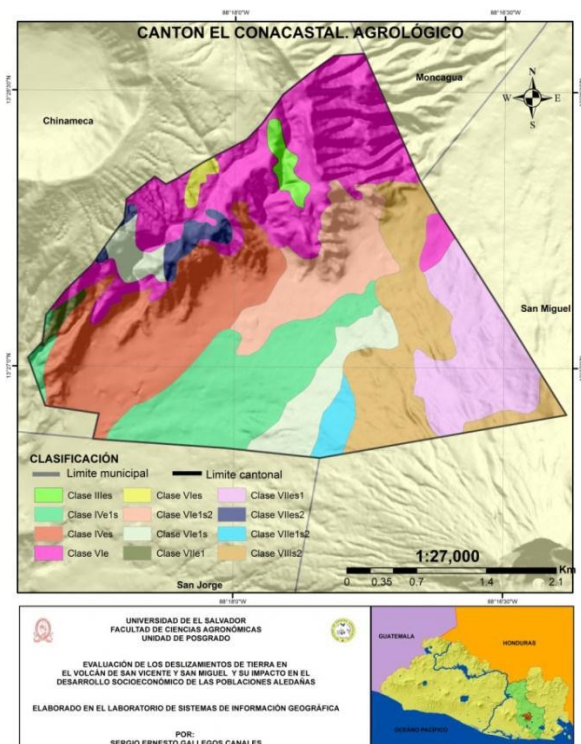 88°18'0"W
88°16'30"W
CANTON EL CONACASTAL. AGROLÓGICO
Moncagua
N
W
E
S
Chinameca
San Miguel
CLASIFICACIÓN
Limite municipal
Limite cantonal
Clase IIIes
Clase VIes
Clase VIIes1
Clase IVe1s
Clase VIe1s2
Clase VIIes2
Clase IVes
Clase VIe1s
Clase VIIe1s2
Clase VIe
Clase VIIe1
Clase VIIIs2
1:27,000
Km
0 0.35 0.7 1.4 2.1
San Jorge
88°18'0"W
88°16'30"W
UNIVERSIDAD DE EL SALVADOR
FACULTAD DE CIENCIAS AGRONÓMICAS
UNIDAD DE POSGRADO
EVALUACIÓN DE LOS DESLIZAMIENTOS DE TIERRA EN
EL VOLCÁN DE SAN VICENTE Y SAN MIGUEL Y SU IMPACTO EN EL
DESARROLLO SOCIOECONÓMICO DE LAS POBLACIONES ALEDAÑAS
ELABORADO EN EL LABORATORIO DE SISTEMAS DE INFORMACIÓN GEOGRÁFICA
POR:
SERGIO ERNESTO GALLEGOS CANALES
GUATEMALA
HONDURAS
OCEANO PACIFICO